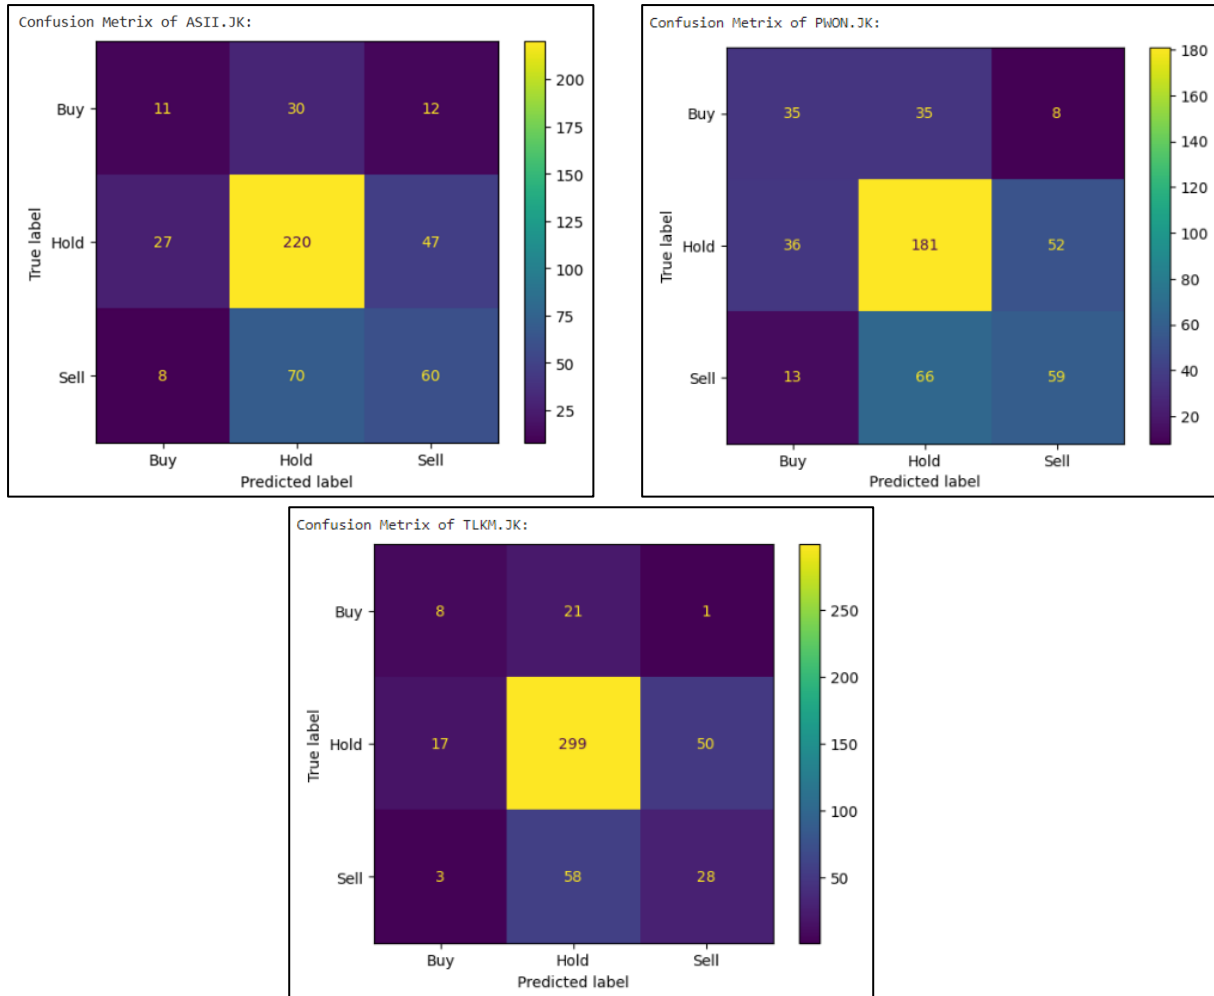 Confusion Metrix of ASII.JK:
True label
Buy
11 30 12
Hold
27 220 47
Sell
8 70 60
Buy Hold Sell
Predicted label
200
175
150
125
100
75
50
25
Confusion Metrix of PWON.JK:
True label
Buy
35 35 8
Hold
36 181 52
Sell
13 66 59
Buy Hold Sell
Predicted label
180
160
140
120
100
80
60
40
20
Confusion Metrix of TLKM.JK:
True label
Buy
8 21 1
Hold
17 299 50
Sell
3 58 28
Buy Hold Sell
Predicted label
250
200
150
100
50